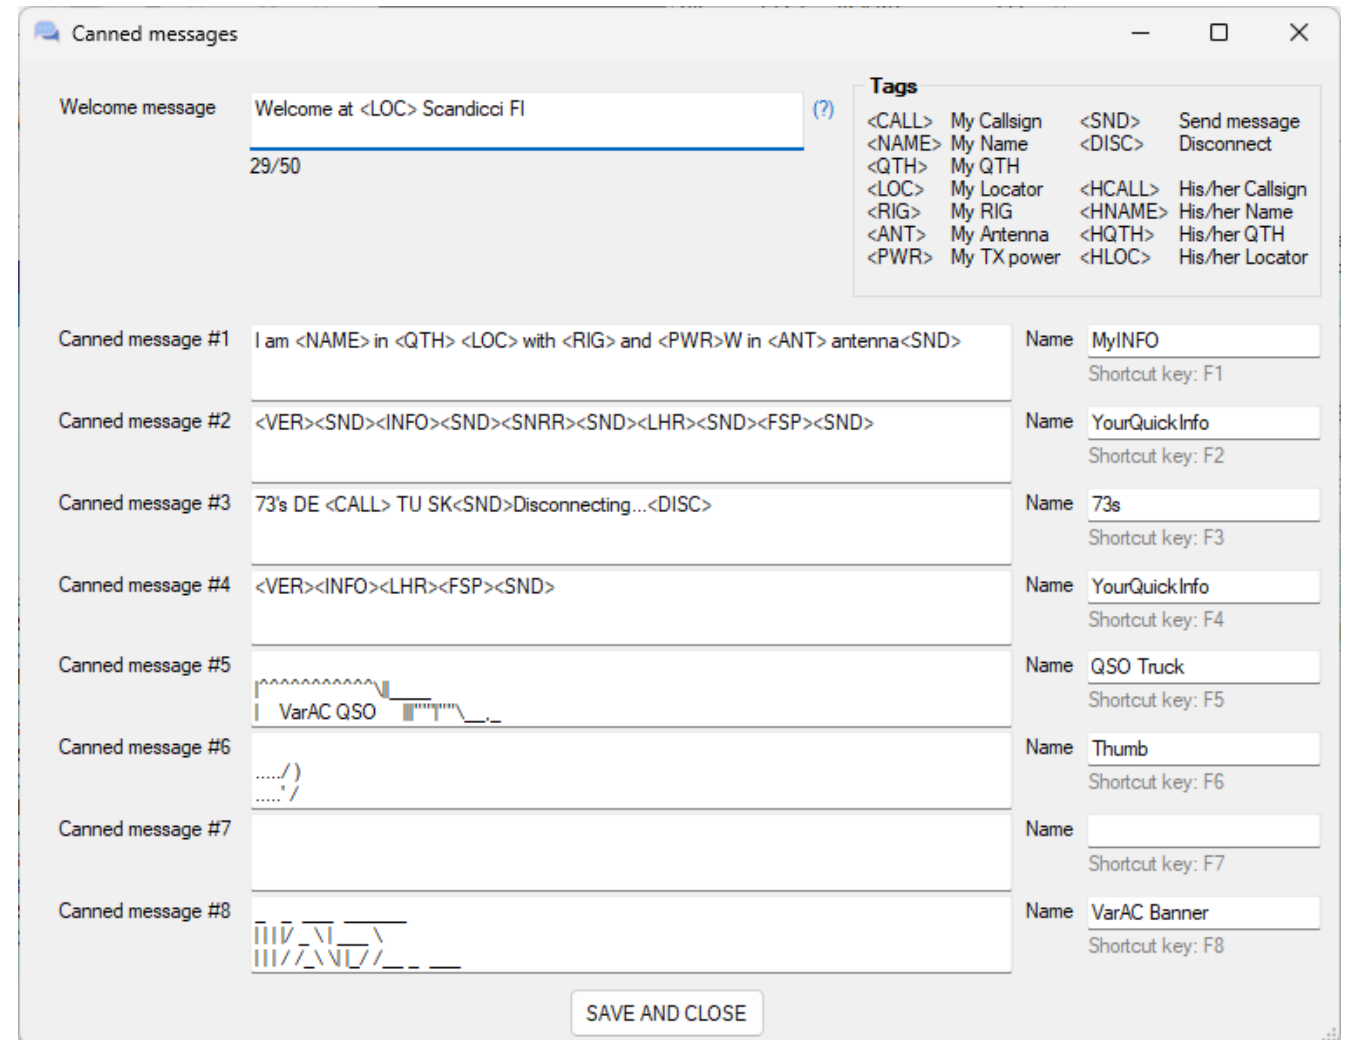 Canned messages
Welcome message
Welcome at <LOC> Scandicci FI
(?)
29/50
Tags
<CALL> My Callsign <SND> Send message
<NAME> My Name <DISC> Disconnect
<QTH> My QTH
<LOC> My Locator <HCALL> His/her Callsign
<RIG> My RIG <HNAME> His/her Name
<ANT> My Antenna <HQTH> His/her QTH
<PWR> My TX power <HLOC> His/her Locator
Canned message #1
I am <NAME> in <QTH> <LOC> with <RIG> and <PWR>W in <ANT> antenna<SND>
Name MyINFO
Shortcut key: F1
Canned message #2
<VER><SND><INFO><SND><SNRR><SND><LHR><SND><FSP><SND>
Name YourQuickInfo
Shortcut key: F2
Canned message #3
73's DE <CALL> TU SK<SND>Disconnecting...<DISC>
Name 73s
Shortcut key: F3
Canned message #4
<VER><INFO><LHR><FSP><SND>
Name YourQuickInfo
Shortcut key: F4
Canned message #5
|^^^^^^^^^^^\||____
| VarAC QSO |||""'|""\__,_
Name QSO Truck
Shortcut key: F5
Canned message #6
...../ )
.....' /
Name Thumb
Shortcut key: F6
Canned message #7
Name
Shortcut key: F7
Canned message #8
Name VarAC Banner
Shortcut key: F8
SAVE AND CLOSE